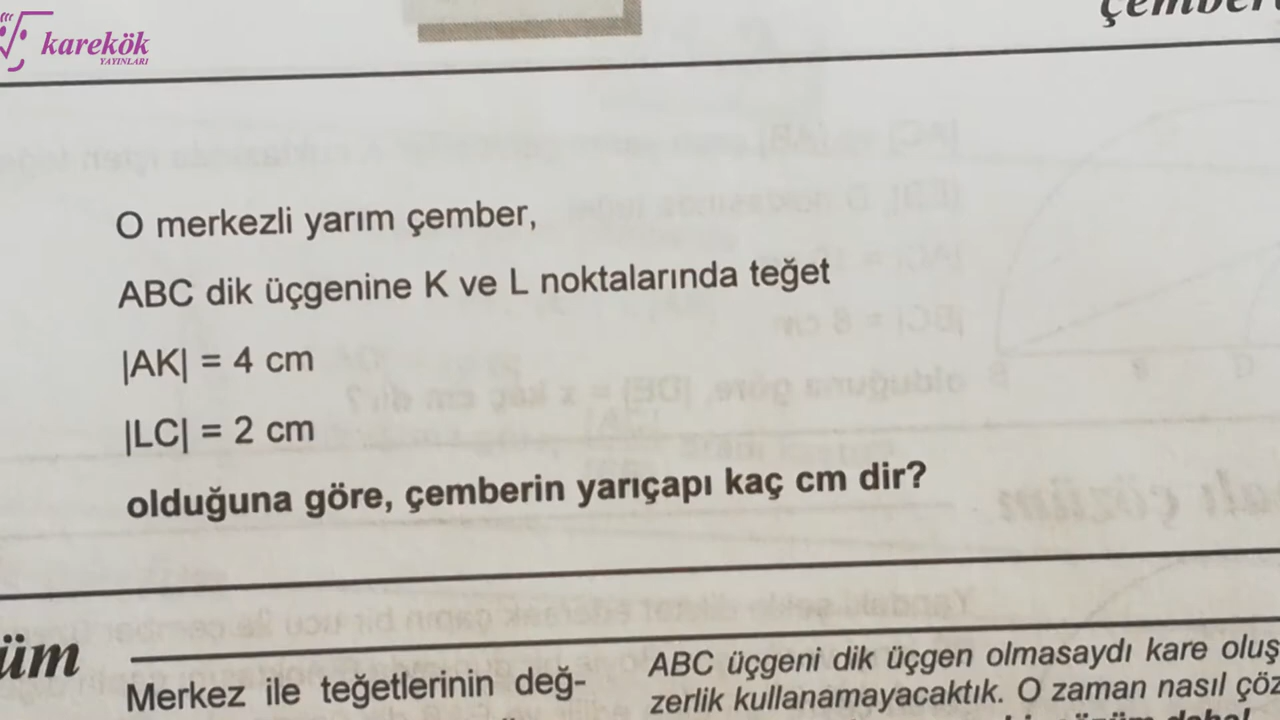 karekök
YAYINLARI
O merkezli yarım çember,
ABC dik üçgenine K ve L noktalarında teğet
|AK| = 4 cm
|LC| = 2 cm
olduğuna göre, çemberin yarıçapı kaç cm dir?
Merkez ile teğetlerinin değ-
ABC üçgeni dik üçgen olmasaydı kare oluş
zerlik kullanamayacaktık. O zaman nasıl çöz